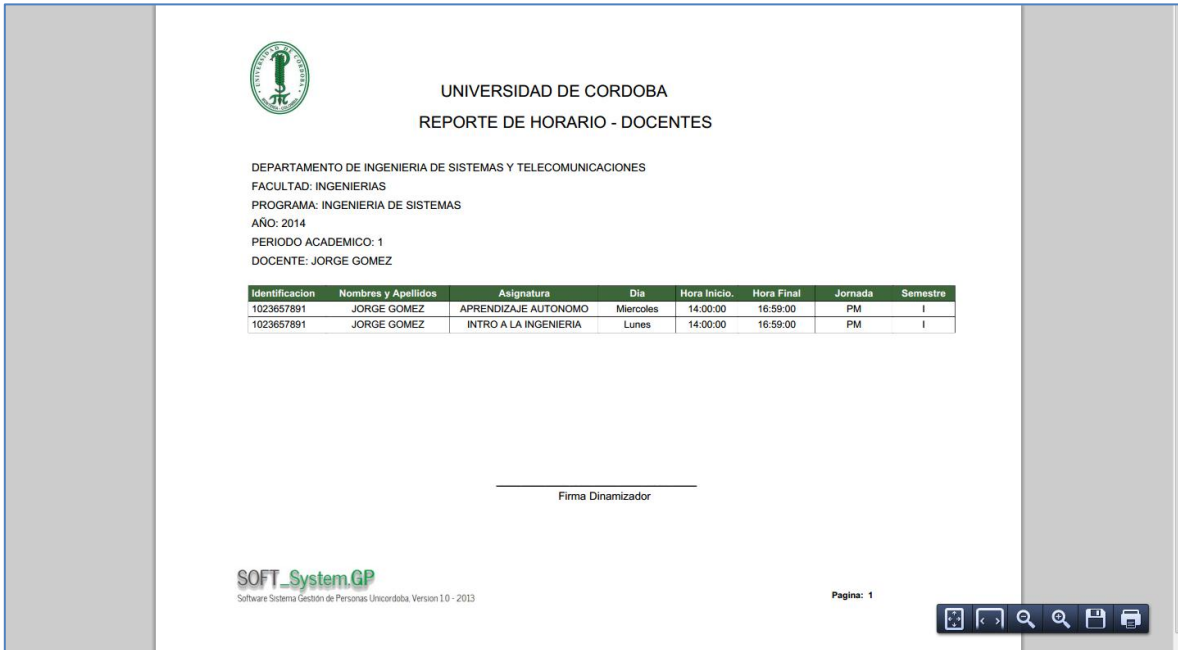 UNIVERSIDAD DE CORDOBA
REPORTE DE HORARIO - DOCENTES
DEPARTAMENTO DE INGENIERIA DE SISTEMAS Y TELECOMUNICACIONES
FACULTAD: INGENIERIAS
PROGRAMA: INGENIERIA DE SISTEMAS
AÑO: 2014
PERIODO ACADEMICO: 1
DOCENTE: JORGE GOMEZ
Identificacion Nombres y Apellidos Asignatura Dia Hora Inicio. Hora Final Jornada Semestre
1023657891 JORGE GOMEZ APRENDIZAJE AUTONOMO Miercoles 14:00:00 16:59:00 PM I
1023657891 JORGE GOMEZ INTRO A LA INGENIERIA Lunes 14:00:00 16:59:00 PM I
Firma Dinamizador
SOFT_System.GP
Software Sistema Gestión de Personas Unicordoba, Version 1.0 - 2013
Pagina: 1